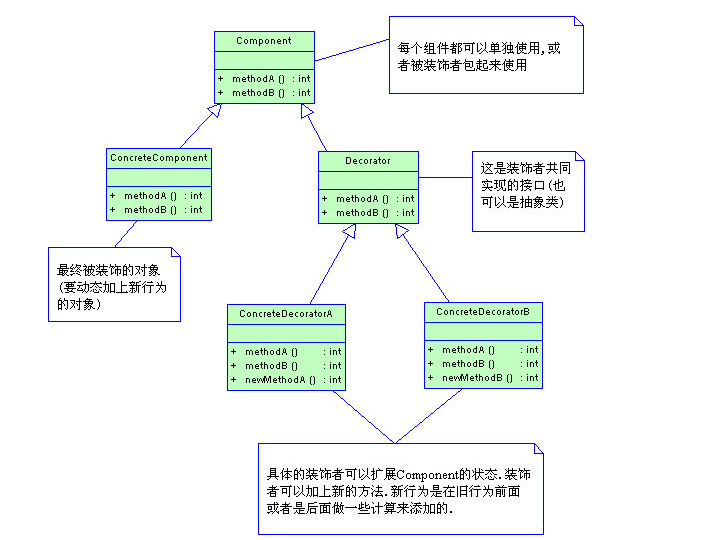 Component
+ methodA () : int
+ methodB () : int
每个组件都可以单独使用,或
者被装饰者包起来使用
ConcreteComponent
+ methodA () : int
+ methodB () : int
Decorator
+ methodA () : int
+ methodB () : int
这是装饰者共同
实现的接口(也
可以是抽象类)
最终被装饰的对象
(要动态加上新行为
的对象)
ConcreteDecoratorA
+ methodA () : int
+ methodB () : int
+ newMethodA () : int
ConcreteDecoratorB
+ methodA () : int
+ methodB () : int
+ newMethodB () : int
具体的装饰者可以扩展Component的状态.装饰
者可以加上新的方法.新行为是在旧行为前面
或者是后面做一些计算来添加的.